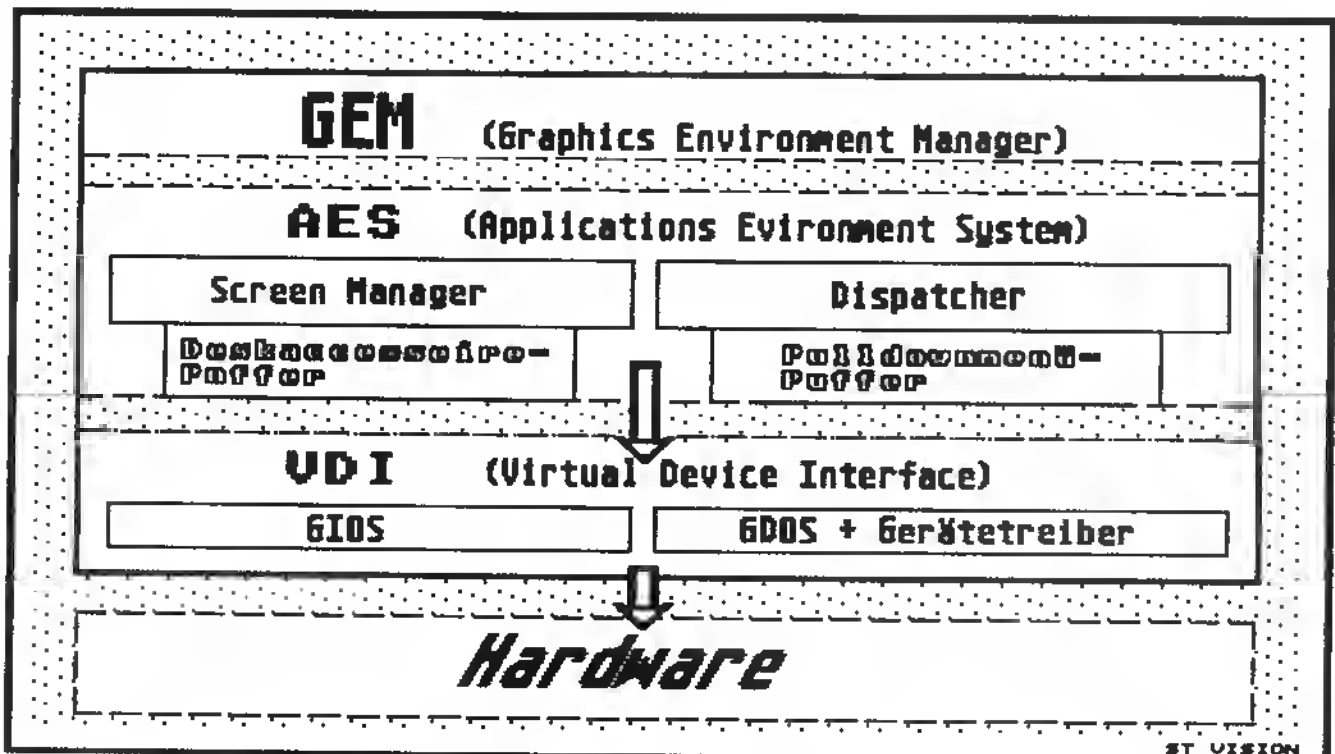 GEM (Graphics Environment Manager)
AES (Applications Evironment System)
Screen Manager
Dispatcher
Deskaccessoire-
Puffer
Pulldownmenü-
Puffer
VDI (Virtual Device Interface)
GIOS
GDOS + Gerätetreiber
Hardware
ST VISION